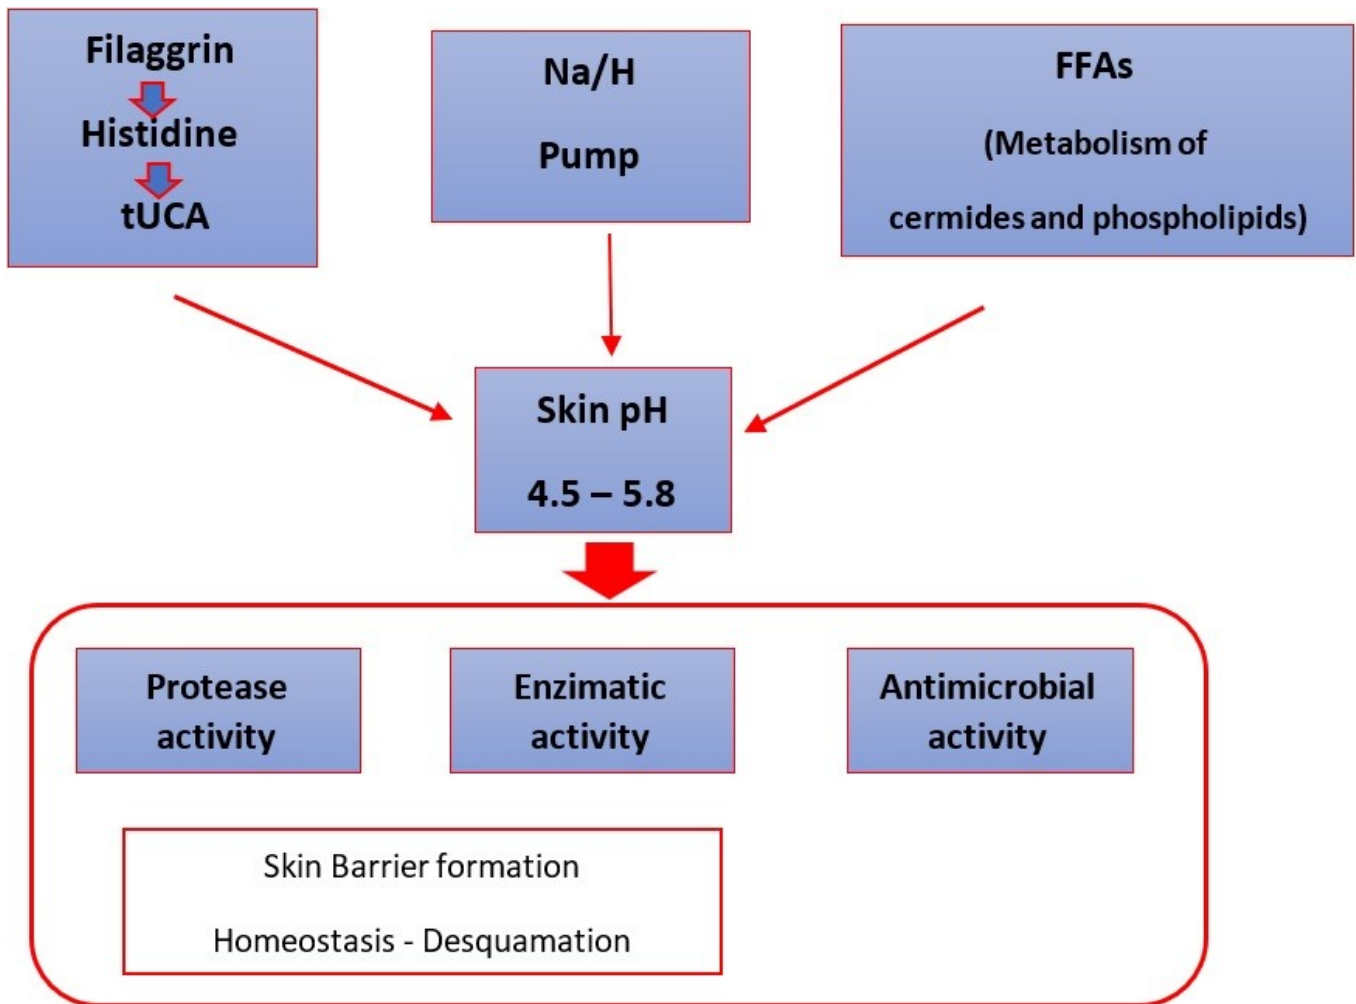 Filaggrin
Histidine
tUCA
Na/H
Pump
FFAs
(Metabolism of
cermides and phospholipids)
Skin pH
4.5 – 5.8
Protease
activity
Enzimatic
activity
Antimicrobial
activity
Skin Barrier formation
Homeostasis - Desquamation